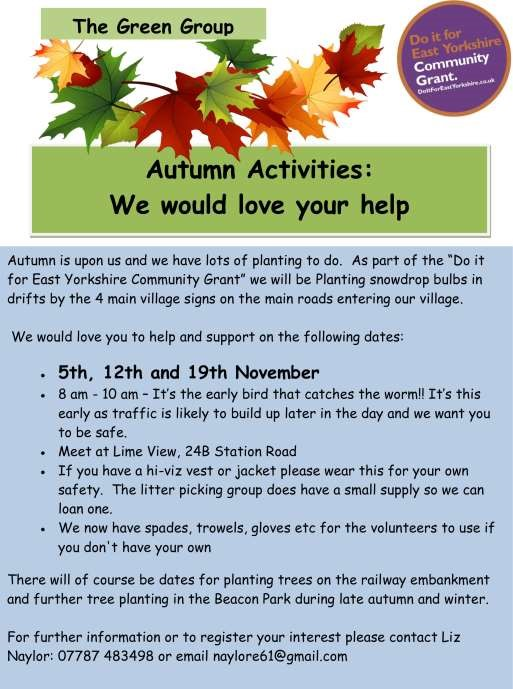 The Green Group
Do it for
East Yorkshire
Community
Grant.
DoitForEastYorkshire.co.uk
Autumn Activities:
We would love your help
Autumn is upon us and we have lots of planting to do. As part of the “Do it
for East Yorkshire Community Grant” we will be Planting snowdrop bulbs in
drifts by the 4 main village signs on the main roads entering our village.
We would love you to help and support on the following dates:
• 5th, 12th and 19th November
• 8 am - 10 am – It’s the early bird that catches the worm!! It’s this
early as traffic is likely to build up later in the day and we want you
to be safe.
• Meet at Lime View, 24B Station Road
• If you have a hi-viz vest or jacket please wear this for your own
safety. The litter picking group does have a small supply so we can
loan one.
• We now have spades, trowels, gloves etc for the volunteers to use if
you don't have your own
There will of course be dates for planting trees on the railway embankment
and further tree planting in the Beacon Park during late autumn and winter.
For further information or to register your interest please contact Liz
Naylor: 07787 483498 or email naylore61@gmail.com